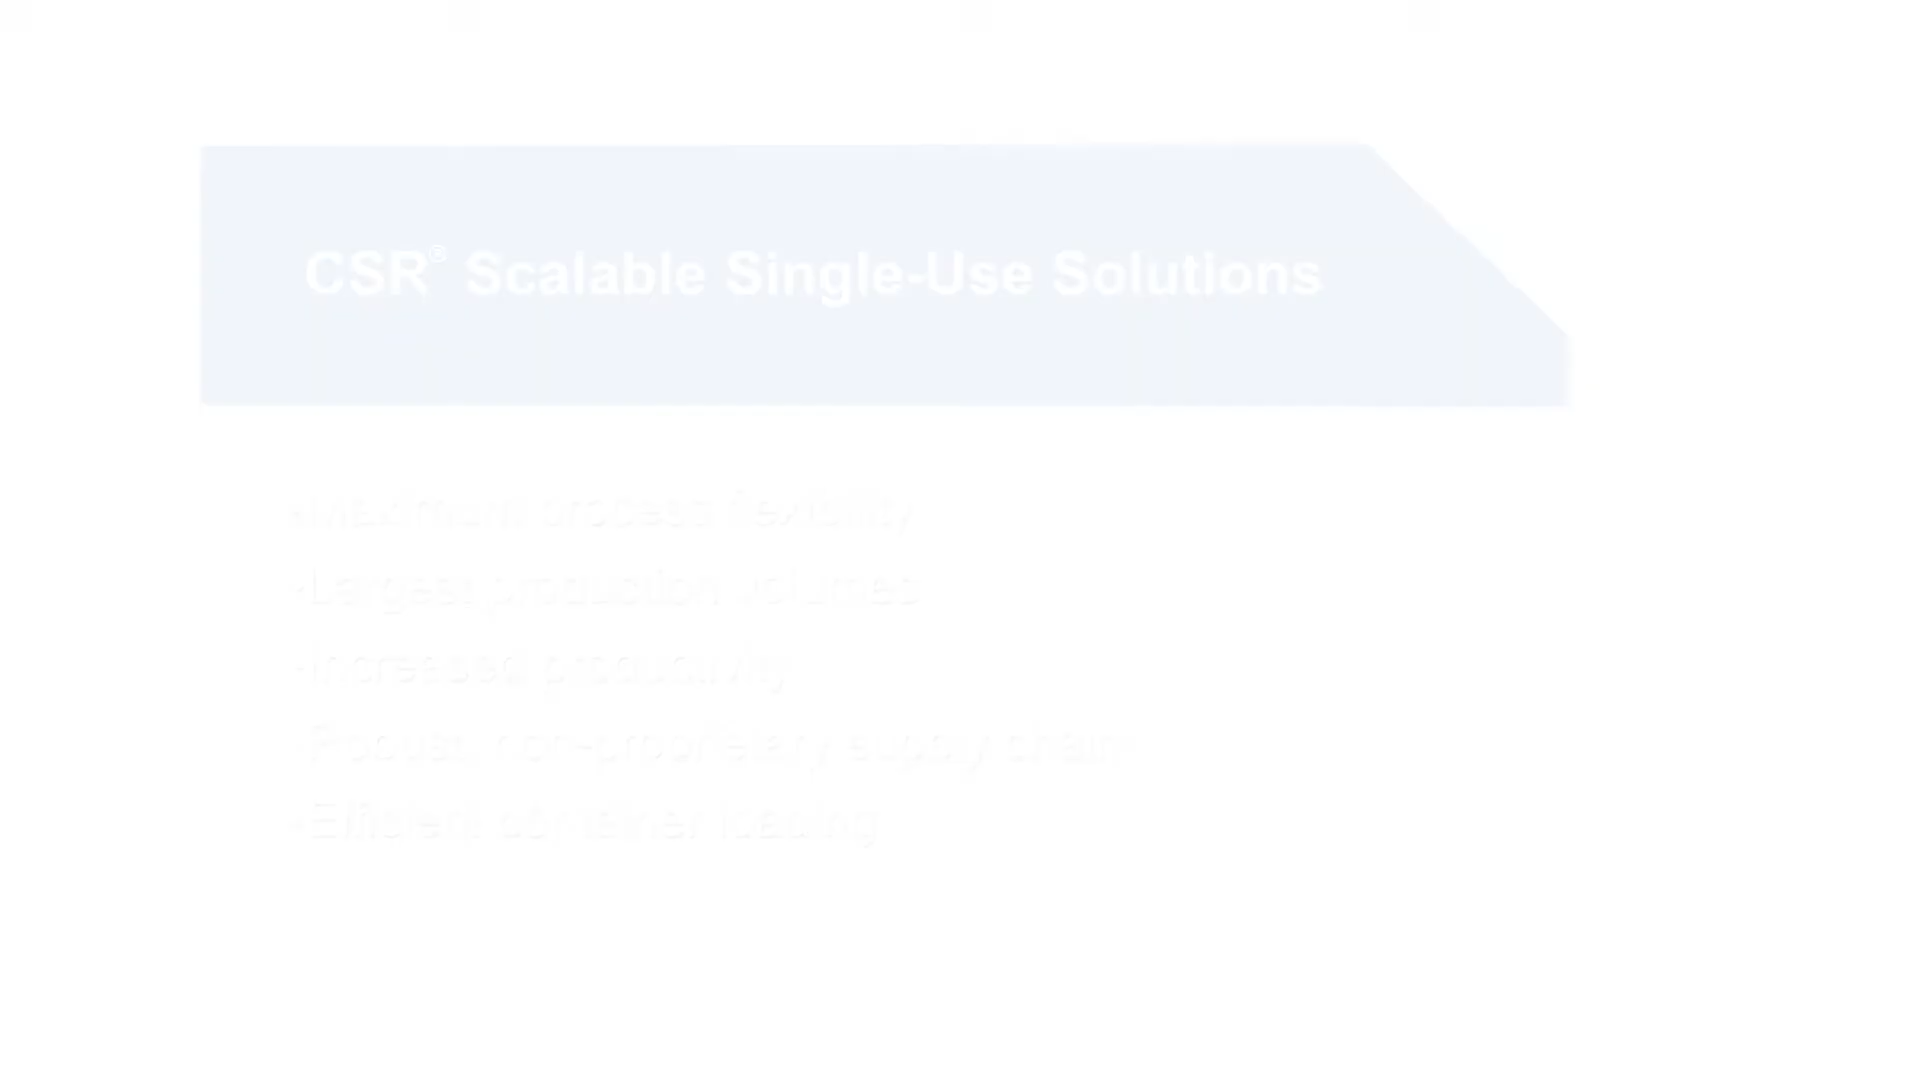 CSR® Scalable Single-Use Solutions
•Maximum process flexibility
•Largest production volumes
•Increased productivity
•Robust, non-proprietary supply chain
•Efficient container loading